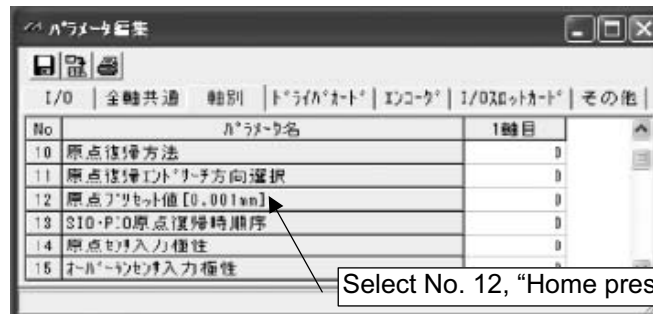 パラメータ編集
I/O 全軸共通 軸別 ドライバカード エンコーダ I/Oスロットカード その他
No パラメータ名 1軸目
10 原点復帰方法 0
11 原点復帰エンドサーチ方向選択 0
12 原点プリセット値[0.001mm] 0
13 SIO・PIO原点復帰時順序 0
14 原点センサ入力極性 0
15 オーバーランセンサ入力極性 0
Select No. 12, “Home pres